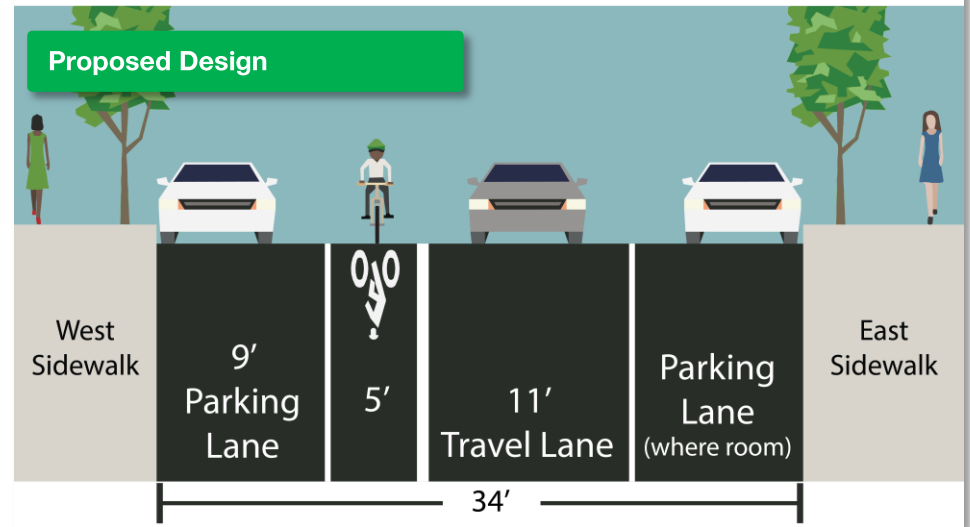 Proposed Design
West
Sidewalk
9′
Parking
Lane
5′
11′
Travel Lane
Parking
Lane
(where room)
East
Sidewalk
34′